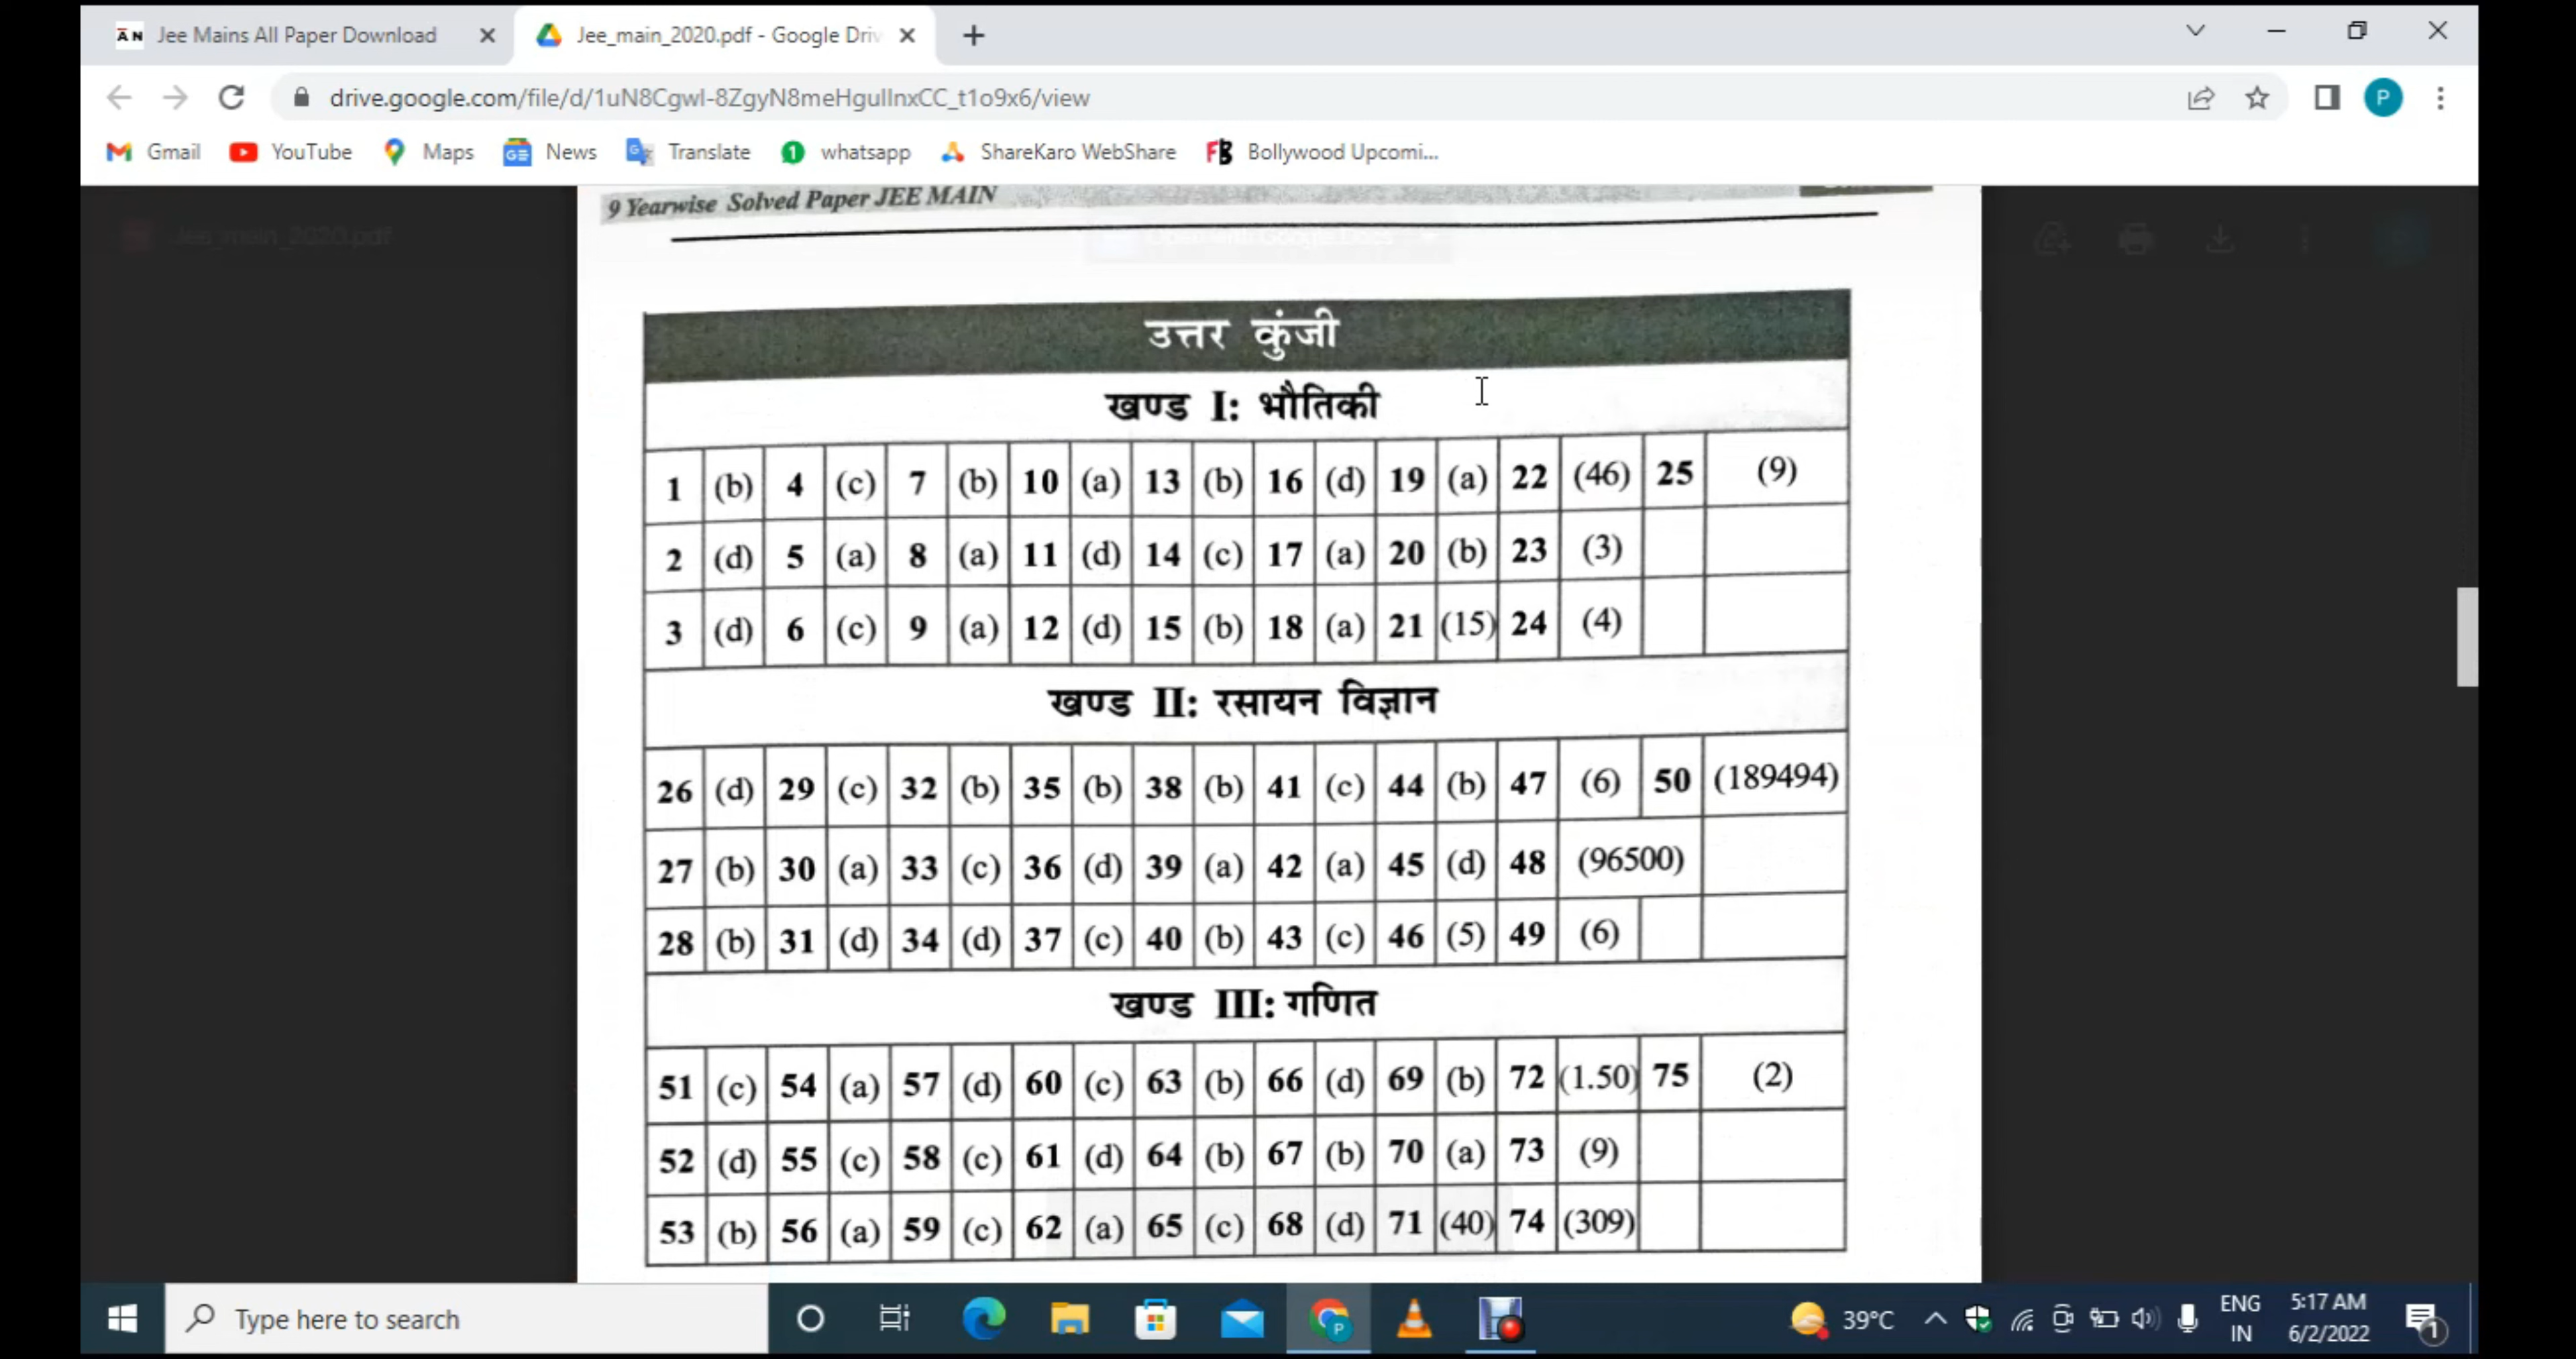 Jee Mains All Paper Download
Jee_main_2020.pdf - Google Driv
drive.google.com/file/d/1uN8Cgwl-8ZgyN8meHgullnxCC_t1o9x6/view
P
Gmail YouTube Maps News Translate whatsapp ShareKaro WebShare Bollywood Upcomi...
Jee_main_2020.pdf
9 Yearwise Solved Paper JEE MAIN
उत्तर कुंजी
खण्ड I: भौतिकी
1 (b) 4 (c) 7 (b) 10 (a) 13 (b) 16 (d) 19 (a) 22 (46) 25 (9)
2 (d) 5 (a) 8 (a) 11 (d) 14 (c) 17 (a) 20 (b) 23 (3)
3 (d) 6 (c) 9 (a) 12 (d) 15 (b) 18 (a) 21 (15) 24 (4)
खण्ड II: रसायन विज्ञान
26 (d) 29 (c) 32 (b) 35 (b) 38 (b) 41 (c) 44 (b) 47 (6) 50 (189494)
27 (b) 30 (a) 33 (c) 36 (d) 39 (a) 42 (a) 45 (d) 48 (96500)
28 (b) 31 (d) 34 (d) 37 (c) 40 (b) 43 (c) 46 (5) 49 (6)
खण्ड III: गणित
51 (c) 54 (a) 57 (d) 60 (c) 63 (b) 66 (d) 69 (b) 72 (1.50) 75 (2)
52 (d) 55 (c) 58 (c) 61 (d) 64 (b) 67 (b) 70 (a) 73 (9)
53 (b) 56 (a) 59 (c) 62 (a) 65 (c) 68 (d) 71 (40) 74 (309)
Type here to search
39°C
ENG
IN
5:17 AM
6/2/2022
1